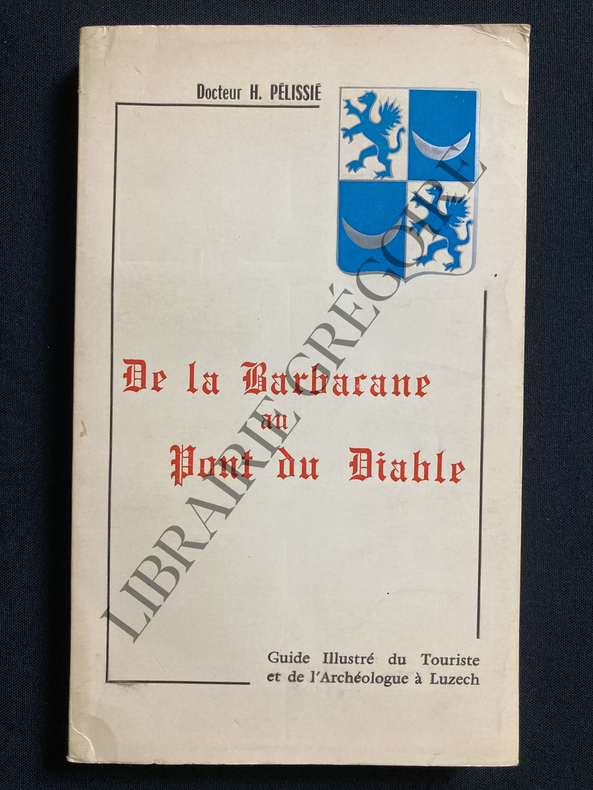 Docteur H. PÉLISSIÉ
De la Barbacane
au
Pont du Diable
Guide Illustré du Touriste
et de l'Archéologue à Luzech
LIBRAIRIE GRÉGOIRE